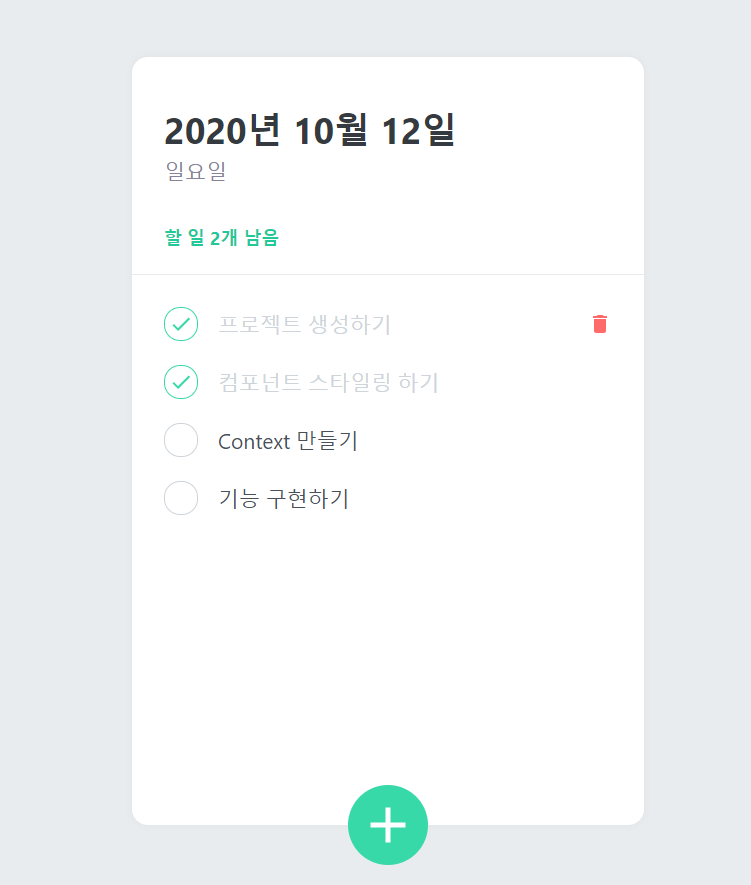 2020년 10월 12일
일요일
할 일 2개 남음
프로젝트 생성하기
컴포넌트 스타일링 하기
Context 만들기
기능 구현하기